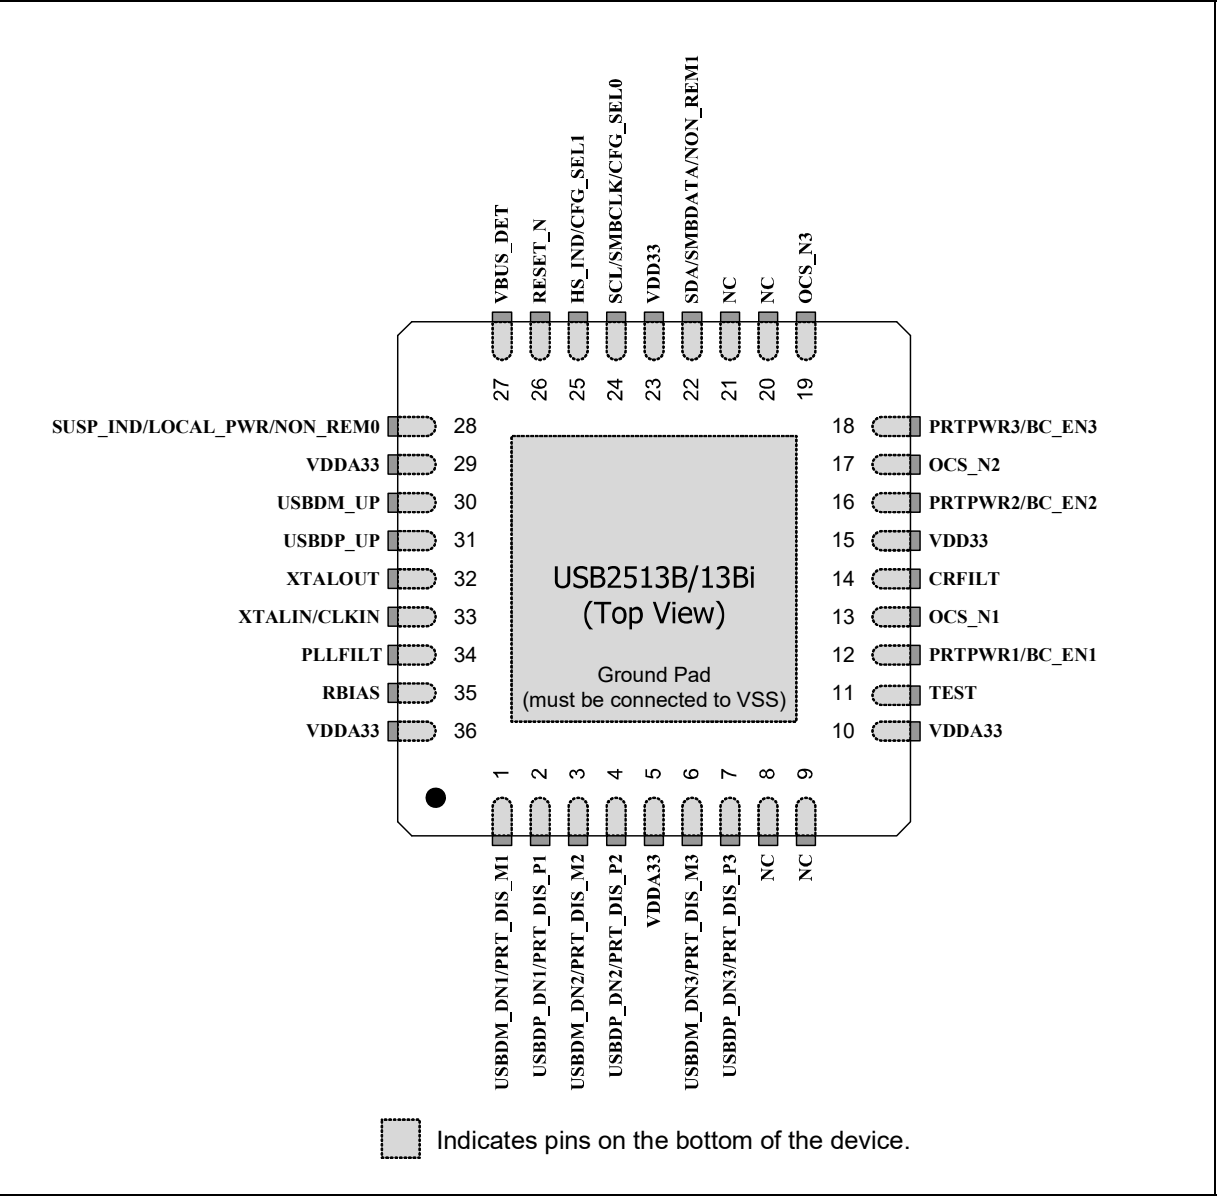 VBUS_DET
RESET_N
HS_IND/CFG_SEL1
SCL/SMBCLK/CFG_SEL0
VDD33
SDA/SMBDATA/NON_REM1
NC
NC
OCS_N3
27
26
25
24
23
22
21
20
19
SUSP_IND/LOCAL_PWR/NON_REM0 28
VDDA33 29
USBDM_UP 30
USBDP_UP 31
XTALOUT 32
XTALIN/CLKIN 33
PLLFILT 34
RBIAS 35
VDDA33 36
18 PRTPWR3/BC_EN3
17 OCS_N2
16 PRTPWR2/BC_EN2
15 VDD33
14 CRFILT
13 OCS_N1
12 PRTPWR1/BC_EN1
11 TEST
10 VDDA33
USB2513B/13Bi
(Top View)
Ground Pad
(must be connected to VSS)
1
2
3
4
5
6
7
8
9
USBDM_DN1/PRT_DIS_M1
USBDP_DN1/PRT_DIS_P1
USBDM_DN2/PRT_DIS_M2
USBDP_DN2/PRT_DIS_P2
VDDA33
USBDM_DN3/PRT_DIS_M3
USBDP_DN3/PRT_DIS_P3
NC
NC
Indicates pins on the bottom of the device.